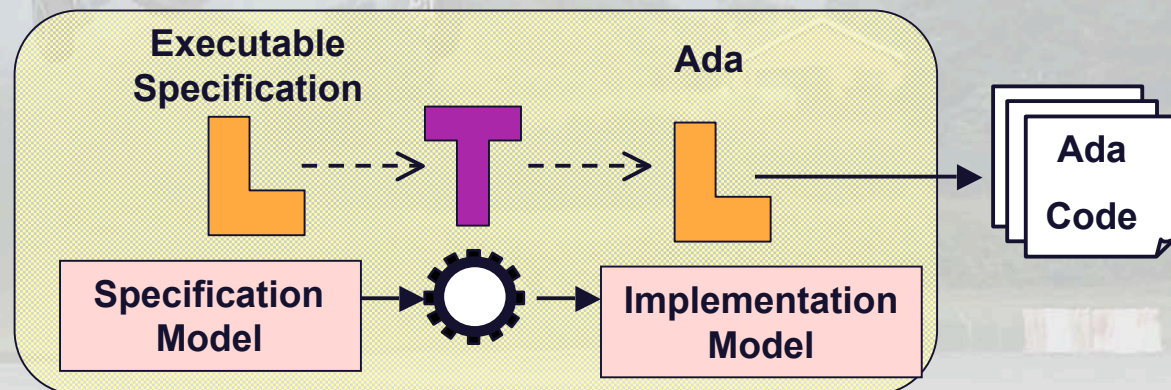 Executable
Specification
Ada
Specification
Model
Implementation
Model
Ada
Code